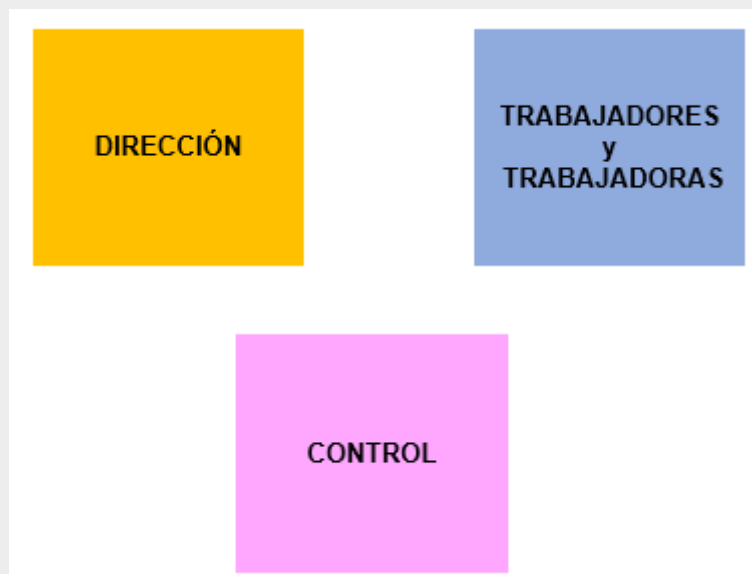 DIRECCIÓN
TRABAJADORES
y
TRABAJADORAS
CONTROL